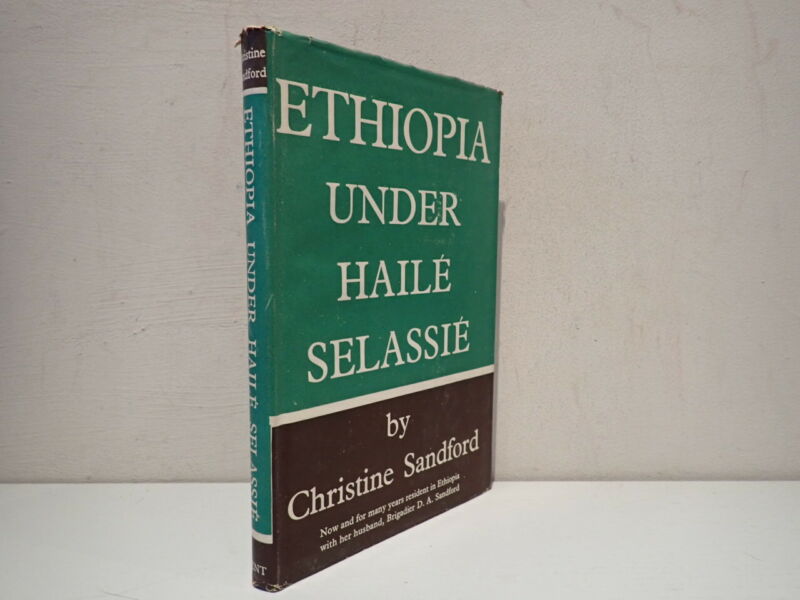 ETHIOPIA
UNDER
HAILÉ
SELASSIÉ
by
Christine Sandford
Now and for many years resident in Ethiopia
with her husband, Brigadier D. A. Sandford
ETHIOPIA UNDER HAILÉ SELASSIÉ